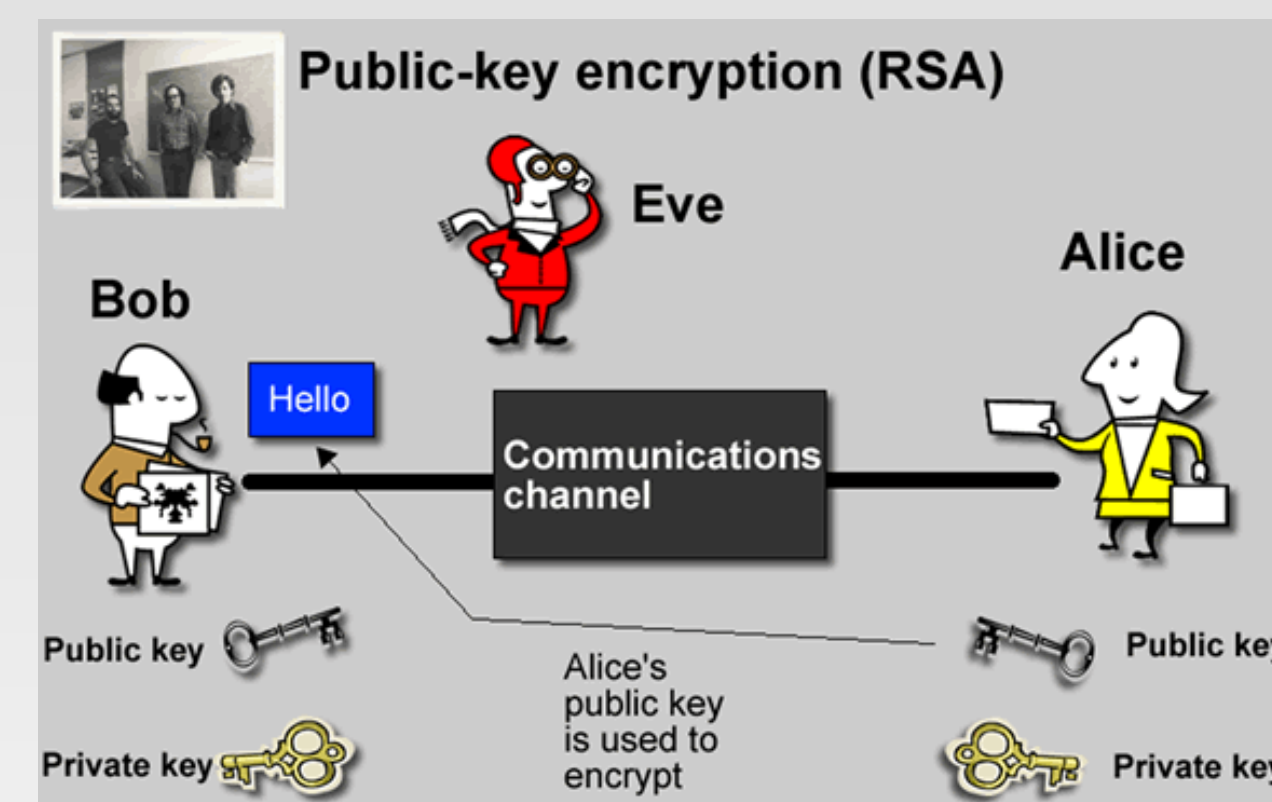 Public-key encryption (RSA)
Eve
Alice
Bob
Hello
Communications
channel
Public key
Public key
Alice's
public key
is used to
encrypt
Private key
Private key